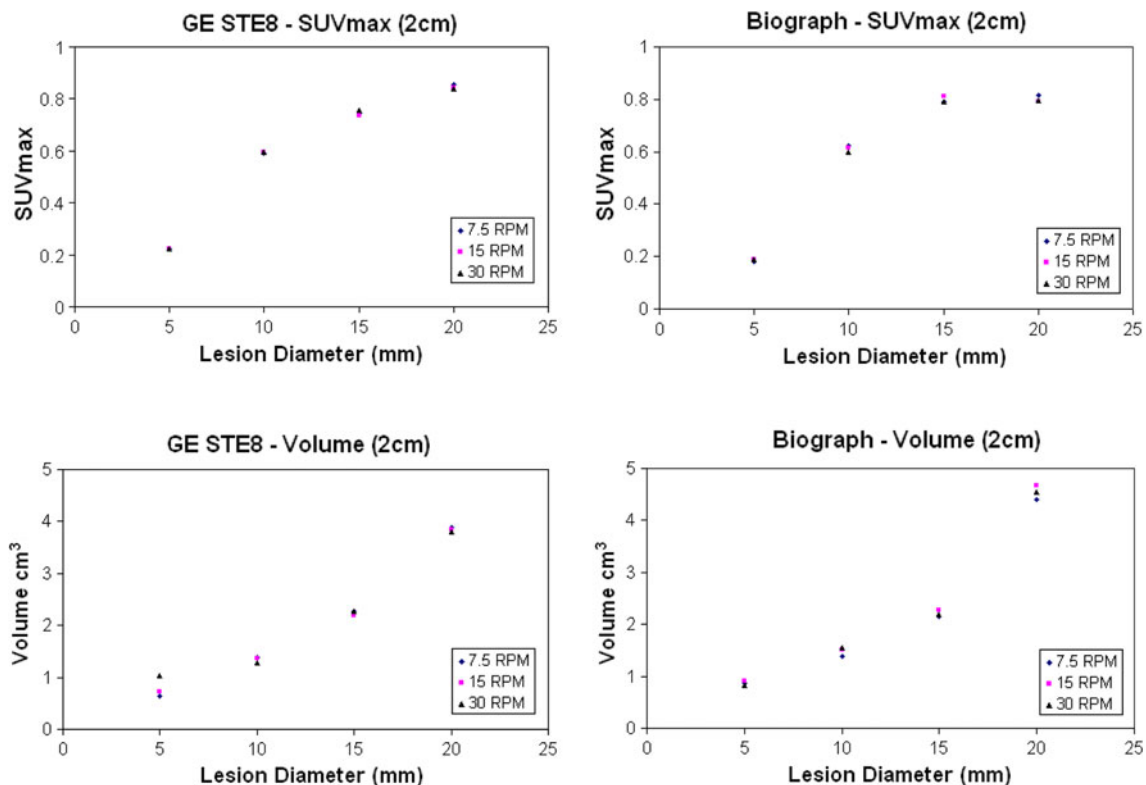 GE STE8 - SUVmax (2cm)
1
0.8
0.6
0.4
0.2
0
SUVmax
0 5 10 15 20 25
Lesion Diameter (mm)
7.5 RPM
15 RPM
30 RPM
Biograph - SUVmax (2cm)
1
0.8
0.6
0.4
0.2
0
SUVmax
0 5 10 15 20 25
Lesion Diameter (mm)
7.5 RPM
15 RPM
30 RPM
GE STE8 - Volume (2cm)
5
4
3
2
1
0
Volume cm³
0 5 10 15 20 25
Lesion Diameter (mm)
7.5 RPM
15 RPM
30 RPM
Biograph - Volume (2cm)
5
4
3
2
1
0
Volume cm³
0 5 10 15 20 25
Lesion Diameter (mm)
7.5 RPM
15 RPM
30 RPM